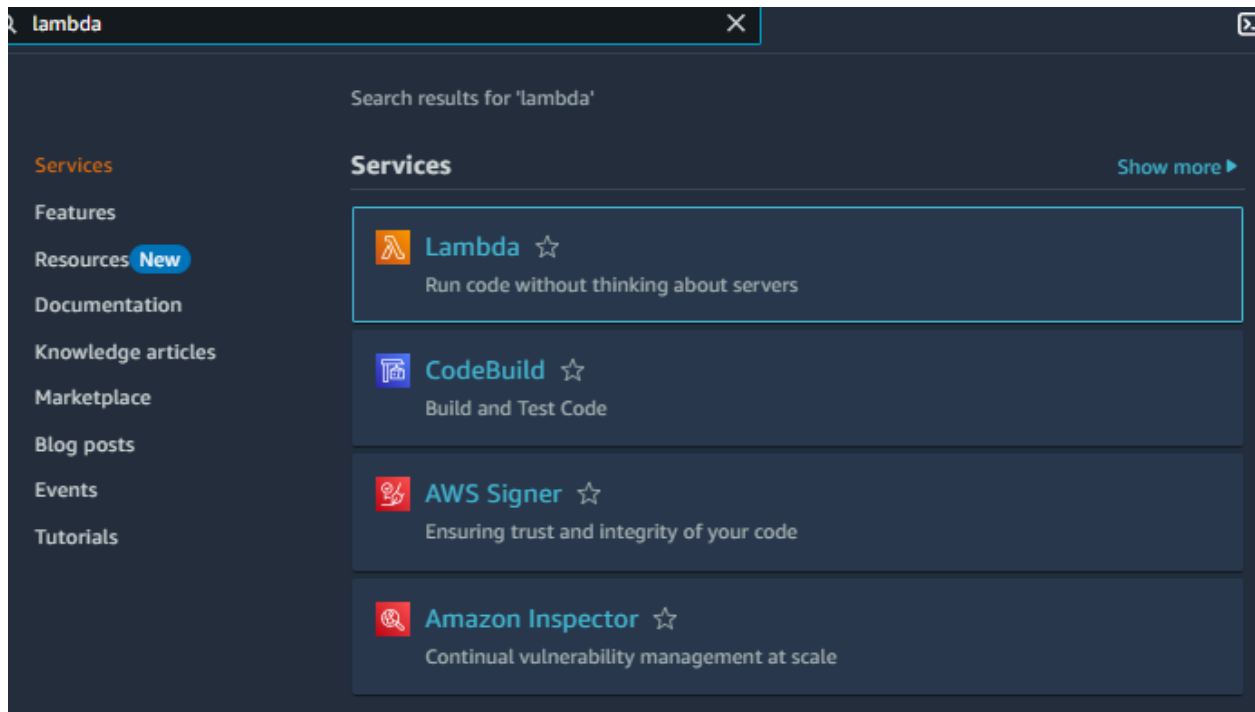 lambda
Search results for 'lambda'
Services
Features
Resources New
Documentation
Knowledge articles
Marketplace
Blog posts
Events
Tutorials
Services
Show more
Lambda
Run code without thinking about servers
CodeBuild
Build and Test Code
AWS Signer
Ensuring trust and integrity of your code
Amazon Inspector
Continual vulnerability management at scale